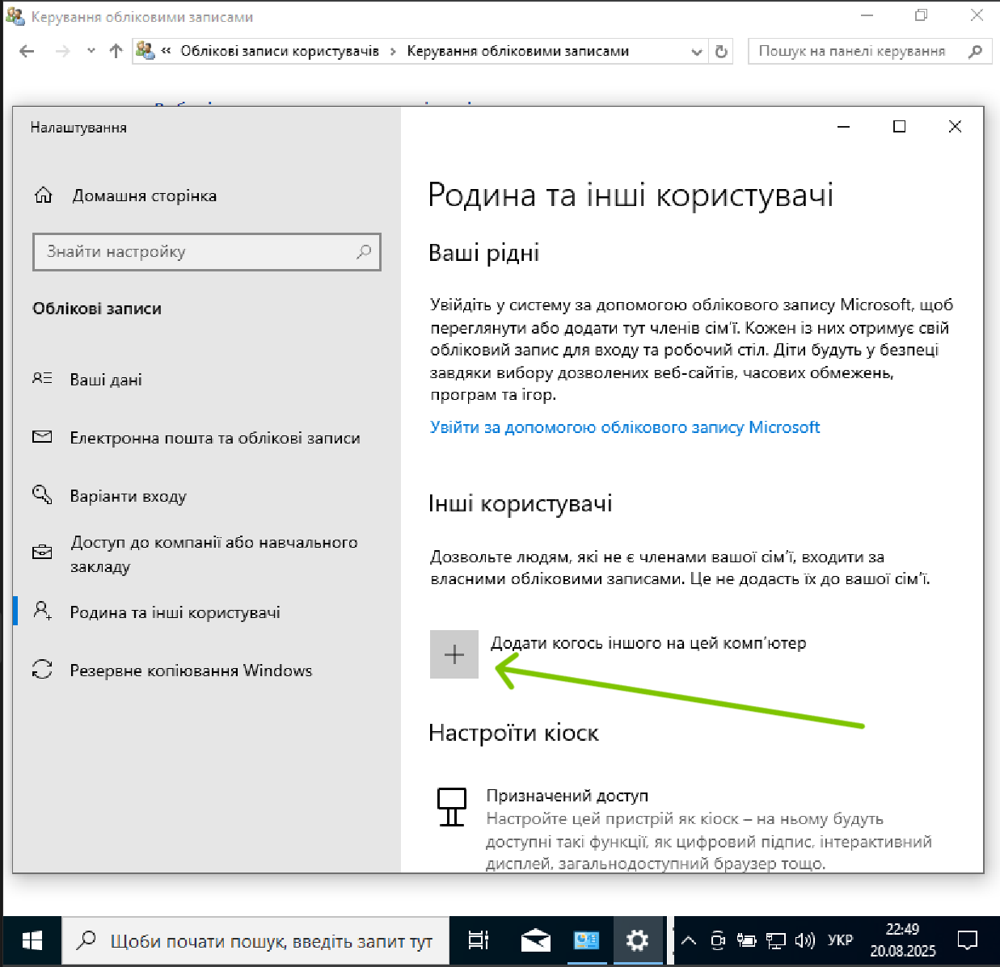 Керування обліковими записами
« Облікові записи користувачів › Керування обліковими записами
Пошук на панелі керування
Налаштування
Домашня сторінка
Знайти настройку
Облікові записи
Ваші дані
Електронна пошта та облікові записи
Варіанти входу
Доступ до компанії або навчального
закладу
Родина та інші користувачі
Резервне копіювання Windows
Родина та інші користувачі
Ваші рідні
Увійдіть у систему за допомогою облікового запису Microsoft, щоб
переглянути або додати тут членів сім’ї. Кожен із них отримує свій
обліковий запис для входу та робочий стіл. Діти будуть у безпеці
завдяки вибору дозволених веб-сайтів, часових обмежень,
програм та ігор.
Увійти за допомогою облікового запису Microsoft
Інші користувачі
Дозвольте людям, які не є членами вашої сім’ї, входити за
власними обліковими записами. Це не додасть їх до вашої сім’ї.
Додати когось іншого на цей комп’ютер
Настроїти кіоск
Призначений доступ
Настройте цей пристрій як кіоск – на ньому будуть
доступні такі функції, як цифровий підпис, інтерактивний
дисплей, загальнодоступний браузер тощо.
Щоби почати пошук, введіть запит тут
УКР
22:49
20.08.2025